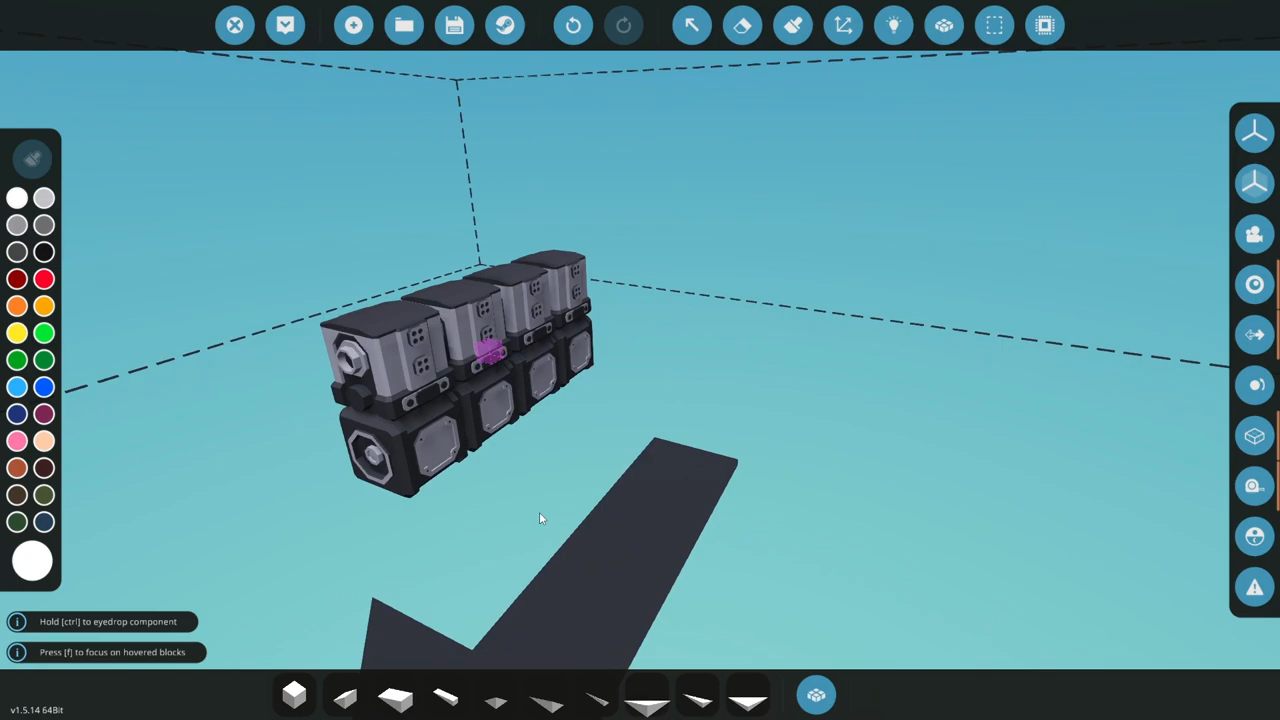 Hold [ctrl] to eyedrop component
Press [f] to focus on hovered blocks
v1.5.14 64Bit